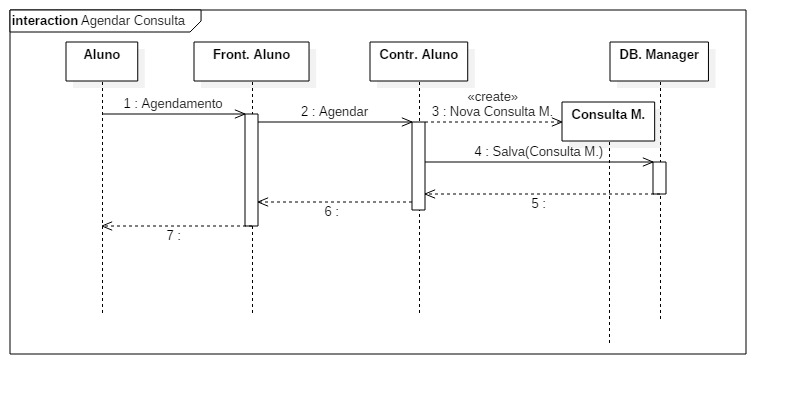 interaction Agendar Consulta
Aluno
Front. Aluno
Contr. Aluno
DB. Manager
1 : Agendamento
2 : Agendar
«create»
3 : Nova Consulta M.
Consulta M.
4 : Salva(Consulta M.)
5 :
6 :
7 :